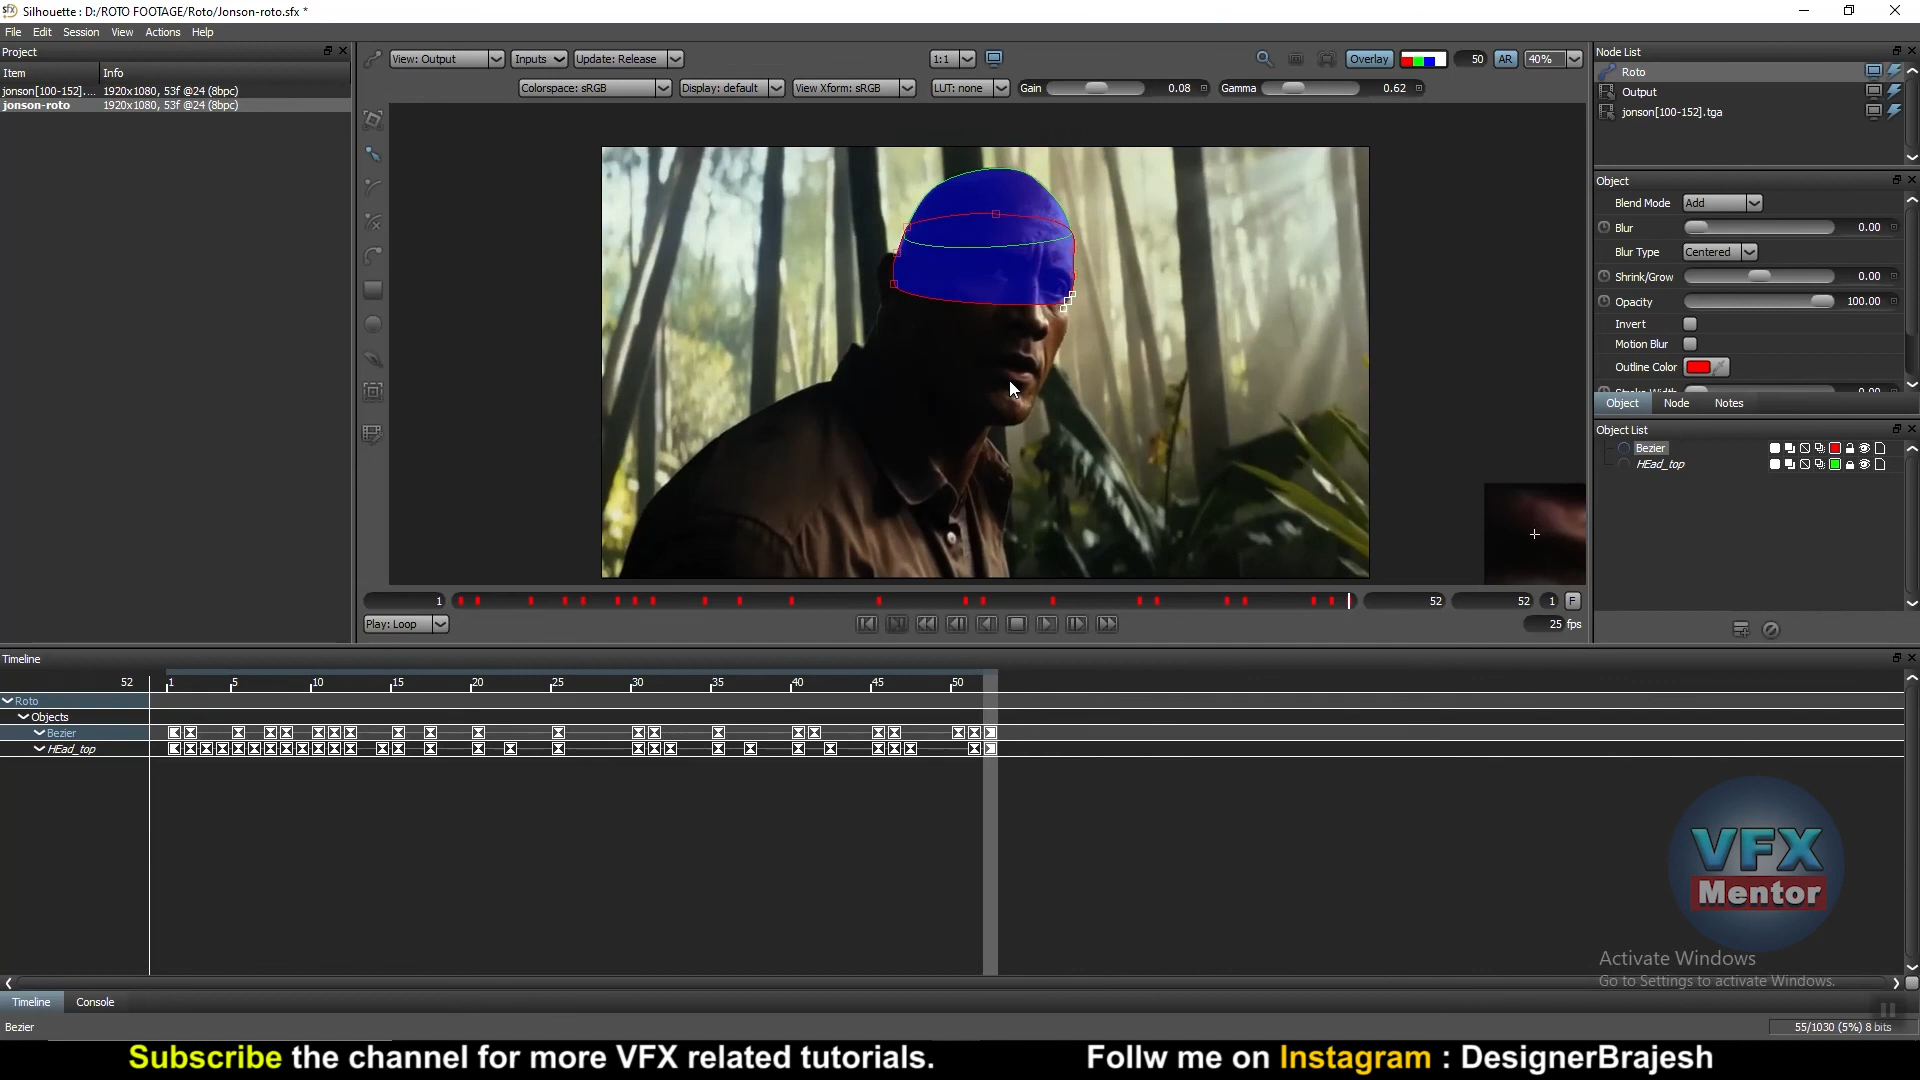 Silhouette : D:/ROTO FOOTAGE/Roto/Jonson-roto.sfx *
File Edit Session View Actions Help
Project
Item Info
jonson[100-152].... 1920x1080, 53f @24 (8bpc)
jonson-roto 1920x1080, 53f @24 (8bpc)
View: Output Inputs Update: Release 1:1 Overlay 50 AR 40%
Colorspace: sRGB Display: default View Xform: sRGB LUT: none Gain 0.08 Gamma 0.62
Node List
Roto
Output
jonson[100-152].tga
Object
Blend Mode Add
Blur 0.00
Blur Type Centered
Shrink/Grow 0.00
Opacity 100.00
Invert
Motion Blur
Outline Color
Object Node Notes
Object List
Bezier
HEad_top
1 52 52 1 F
Play: Loop 25 fps
Timeline
52 1 5 10 15 20 25 30 35 40 45 50
Roto
Objects
Bezier
HEad_top
VFX
Mentor
Activate Windows
Go to Settings to activate Windows.
Timeline Console
Bezier 55/1030 (5%) 8 bits
Subscribe the channel for more VFX related tutorials. Follw me on Instagram : DesignerBrajesh